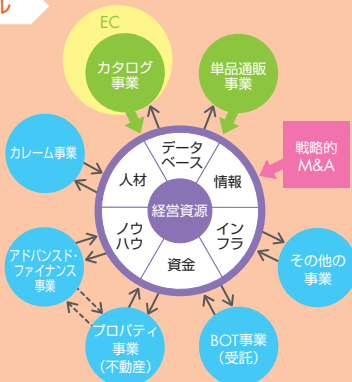 ル
EC
カタログ
事業
単品通販
事業
戦略的
M&A
カレーム事業
データ
ベース
人材
情報
経営資源
ノウ
ハウ
イン
フラ
資金
アドバンスド・
ファイナンス
事業
その他の
事業
プロパティ
事業
（不動産）
BOT事業
（受託）